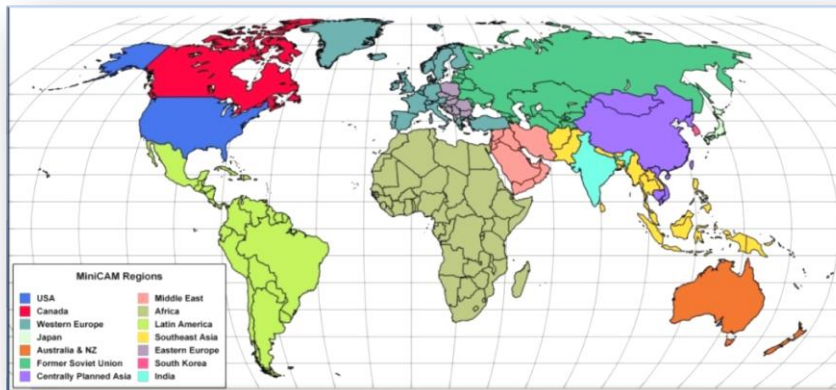 MiniCAM Regions
USA
Canada
Western Europe
Japan
Australia & NZ
Former Soviet Union
Centrally Planned Asia
Middle East
Africa
Latin America
Southeast Asia
Eastern Europe
South Korea
India